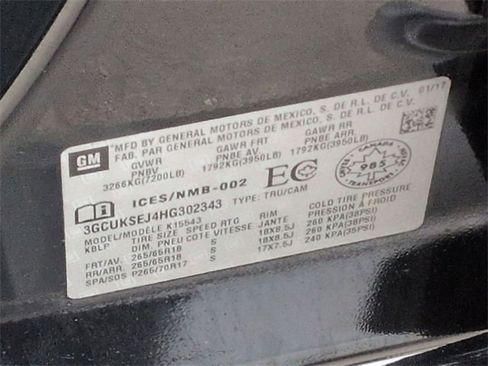 GM
MFD BY GENERAL MOTORS DE MEXICO, S. DE R.L. DE C.V. 01/17
FAB. PAR GENERAL MOTORS DE MEXICO, S. DE R.L. DE C.V.
GVWR GAWR FRT GAWR RR
PNBV PNBE AV. PNBE ARR.
3266KG(7200LB) 1792KG(3950LB) 1792KG(3950LB)
ICES/NMB-002 EC CANADA 985 TRANSPORT
3GCUKSEJ4HG302343 TYPE: TRU/CAM
MODEL/MODÈLE K15543
KBLP TIRE SIZE SPEED RTG RIM COLD TIRE PRESSURE
DIM. PNEU COTE VITESSE JANTE PRESSION A FROID
FRT/AV. 265/65R18 S 18X8.5J 260 KPA(38PSI)
RR/ARR. 265/65R18 S 18X8.5J 260 KPA(38PSI)
SPA/SOS P265/70R17 S 17X7.5J 240 KPA(35PSI)